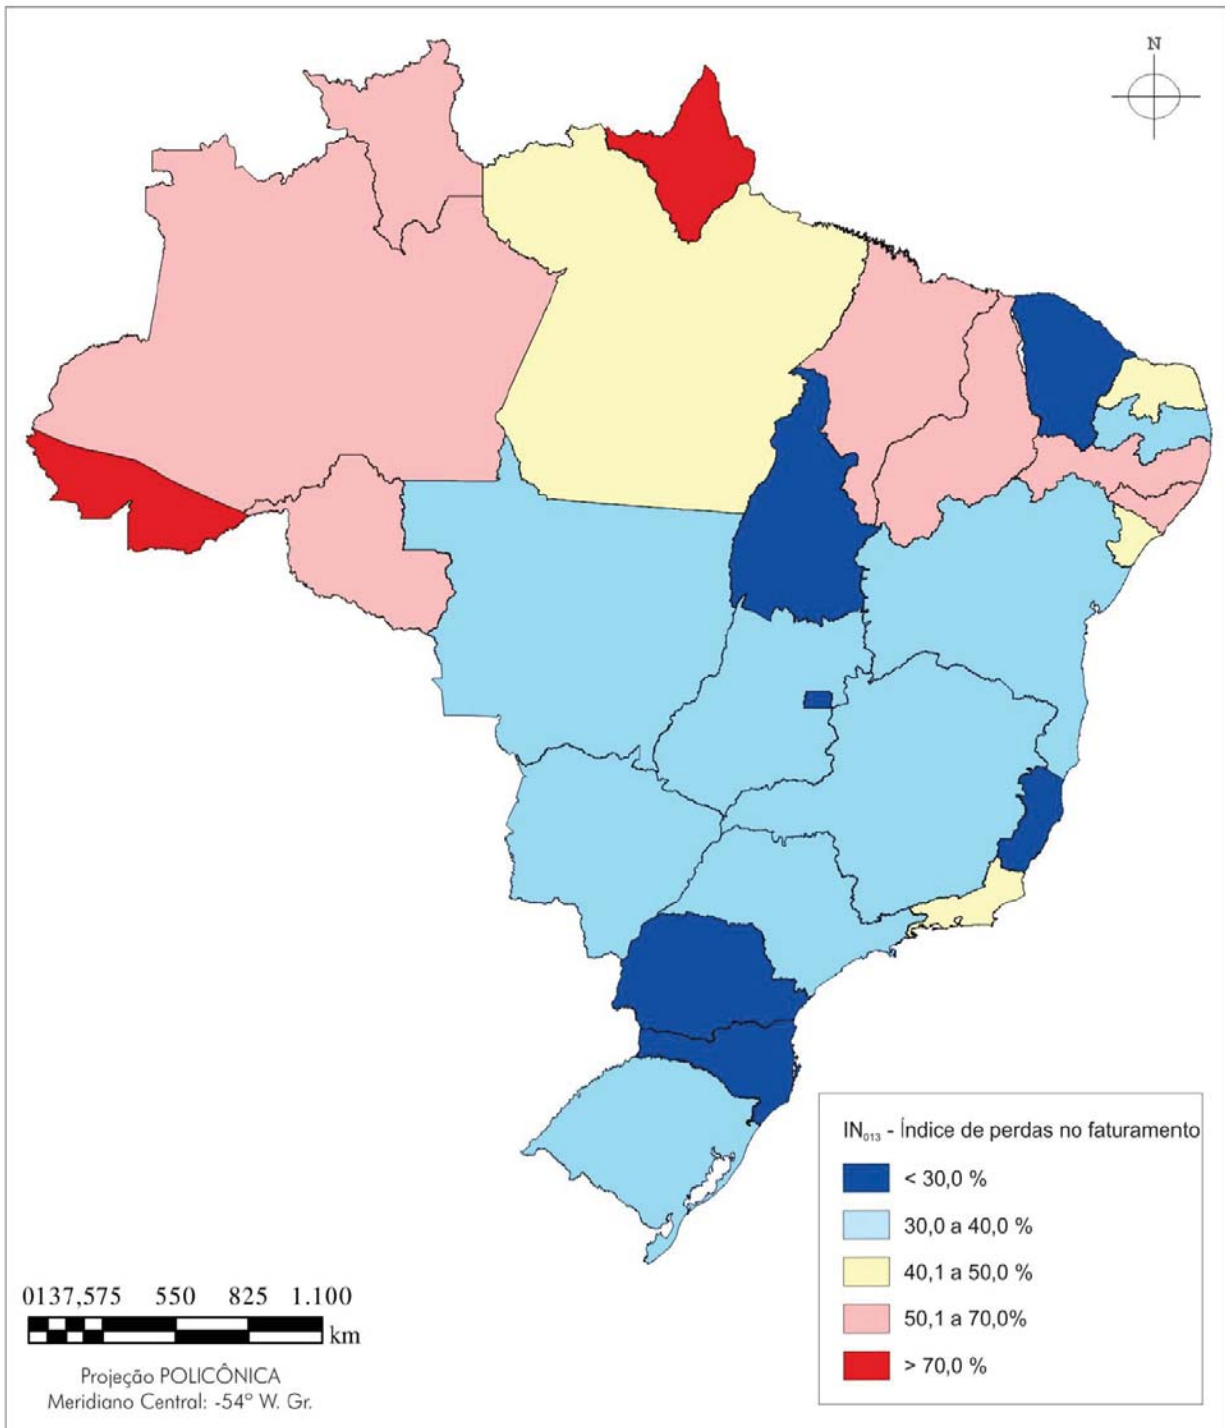 N
IN013 - Índice de perdas no faturamento
< 30,0 %
30,0 a 40,0 %
40,1 a 50,0 %
50,1 a 70,0%
> 70,0 %
0137,575 550 825 1.100
km
Projeção POLICÔNICA
Meridiano Central: -54º W. Gr.